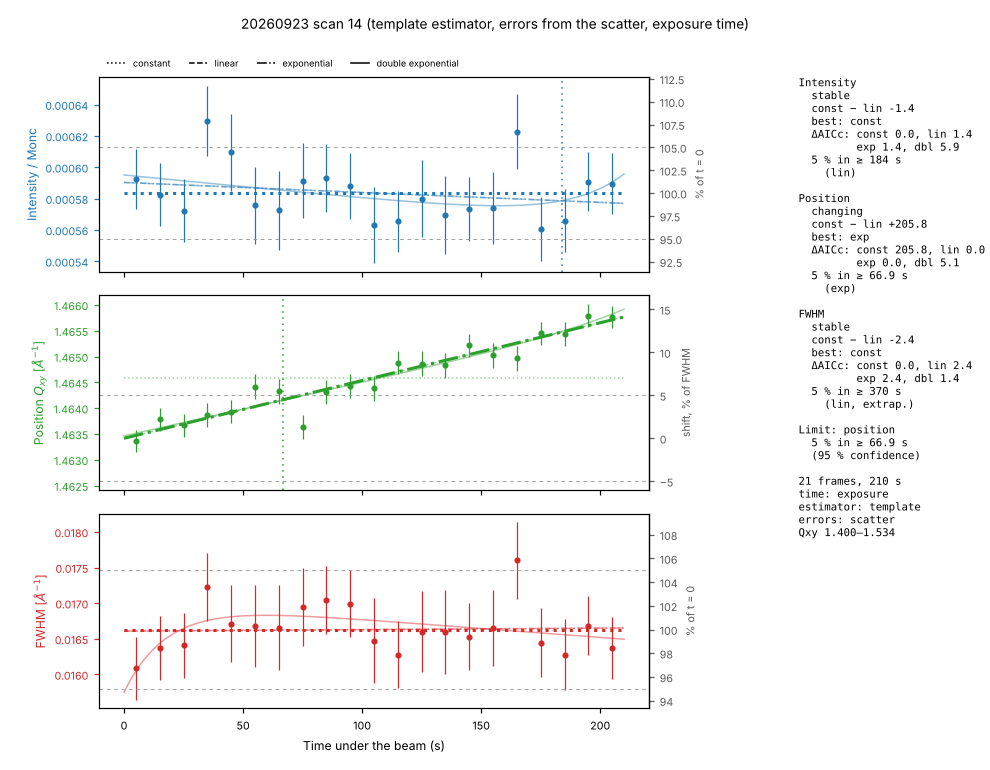 20260923 scan 14 (template estimator, errors from the scatter, exposure time)
constant linear exponential double exponential
Intensity / Monc
0.00064
0.00062
0.00060
0.00058
0.00056
0.00054
112.5
110.0
107.5
105.0
102.5
100.0
97.5
95.0
92.5
% of t = 0
Position Qxy [Å⁻¹]
1.4660
1.4655
1.4650
1.4645
1.4640
1.4635
1.4630
1.4625
15
10
5
0
−5
shift, % of FWHM
FWHM [Å⁻¹]
0.0180
0.0175
0.0170
0.0165
0.0160
108
106
104
102
100
98
96
94
% of t = 0
0 50 100 150 200
Time under the beam (s)
Intensity
stable
const − lin -1.4
best: const
ΔAICc: const 0.0, lin 1.4
exp 1.4, dbl 5.9
5 % in ≥ 184 s
(lin)
Position
changing
const − lin +205.8
best: exp
ΔAICc: const 205.8, lin 0.0
exp 0.0, dbl 5.1
5 % in ≥ 66.9 s
(exp)
FWHM
stable
const − lin -2.4
best: const
ΔAICc: const 0.0, lin 2.4
exp 2.4, dbl 1.4
5 % in ≥ 370 s
(lin, extrap.)
Limit: position
5 % in ≥ 66.9 s
(95 % confidence)
21 frames, 210 s
time: exposure
estimator: template
errors: scatter
Qxy 1.400–1.534